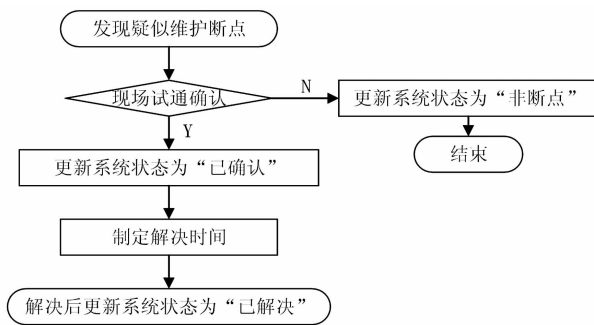 发现疑似维护断点
现场试通确认
N
更新系统状态为“非断点”
Y
结束
更新系统状态为“已确认”
制定解决时间
解决后更新系统状态为“已解决”